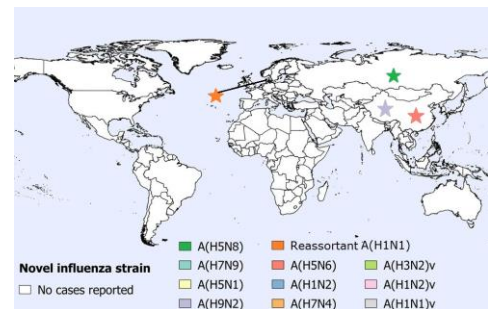 A(H5N8) Reassortant A(H1N1)
A(H7N9) A(H5N6) A(H3N2)v
Novel influenza strain A(H5N1) A(H1N2) A(H1N2)v
No cases reported A(H9N2) A(H7N4) A(H1N1)v